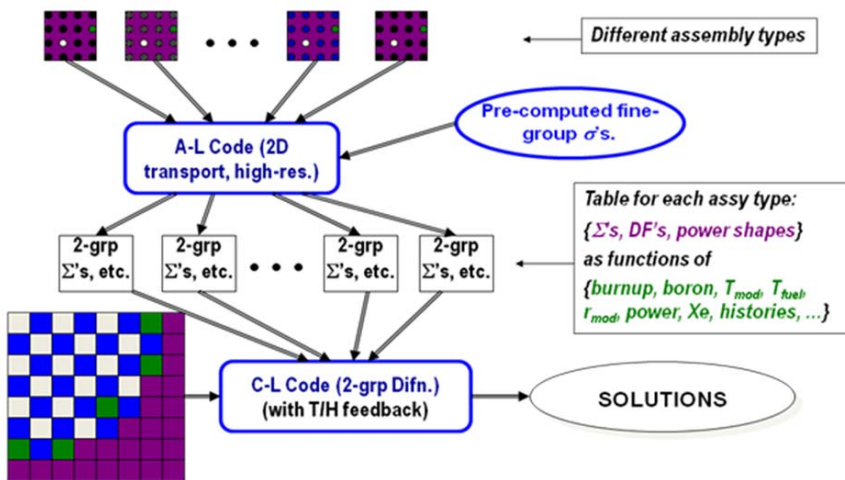 Different assembly types
Pre-computed fine-
group σ's.
A-L Code (2D
transport, high-res.)
Table for each assy type:
{Σ's, DF's, power shapes}
as functions of
{burnup, boron, Tmod, Tfuel,
rmod, power, Xe, histories, ...}
2-grp
Σ's, etc.
2-grp
Σ's, etc.
2-grp
Σ's, etc.
2-grp
Σ's, etc.
C-L Code (2-grp Difn.)
(with T/H feedback)
SOLUTIONS